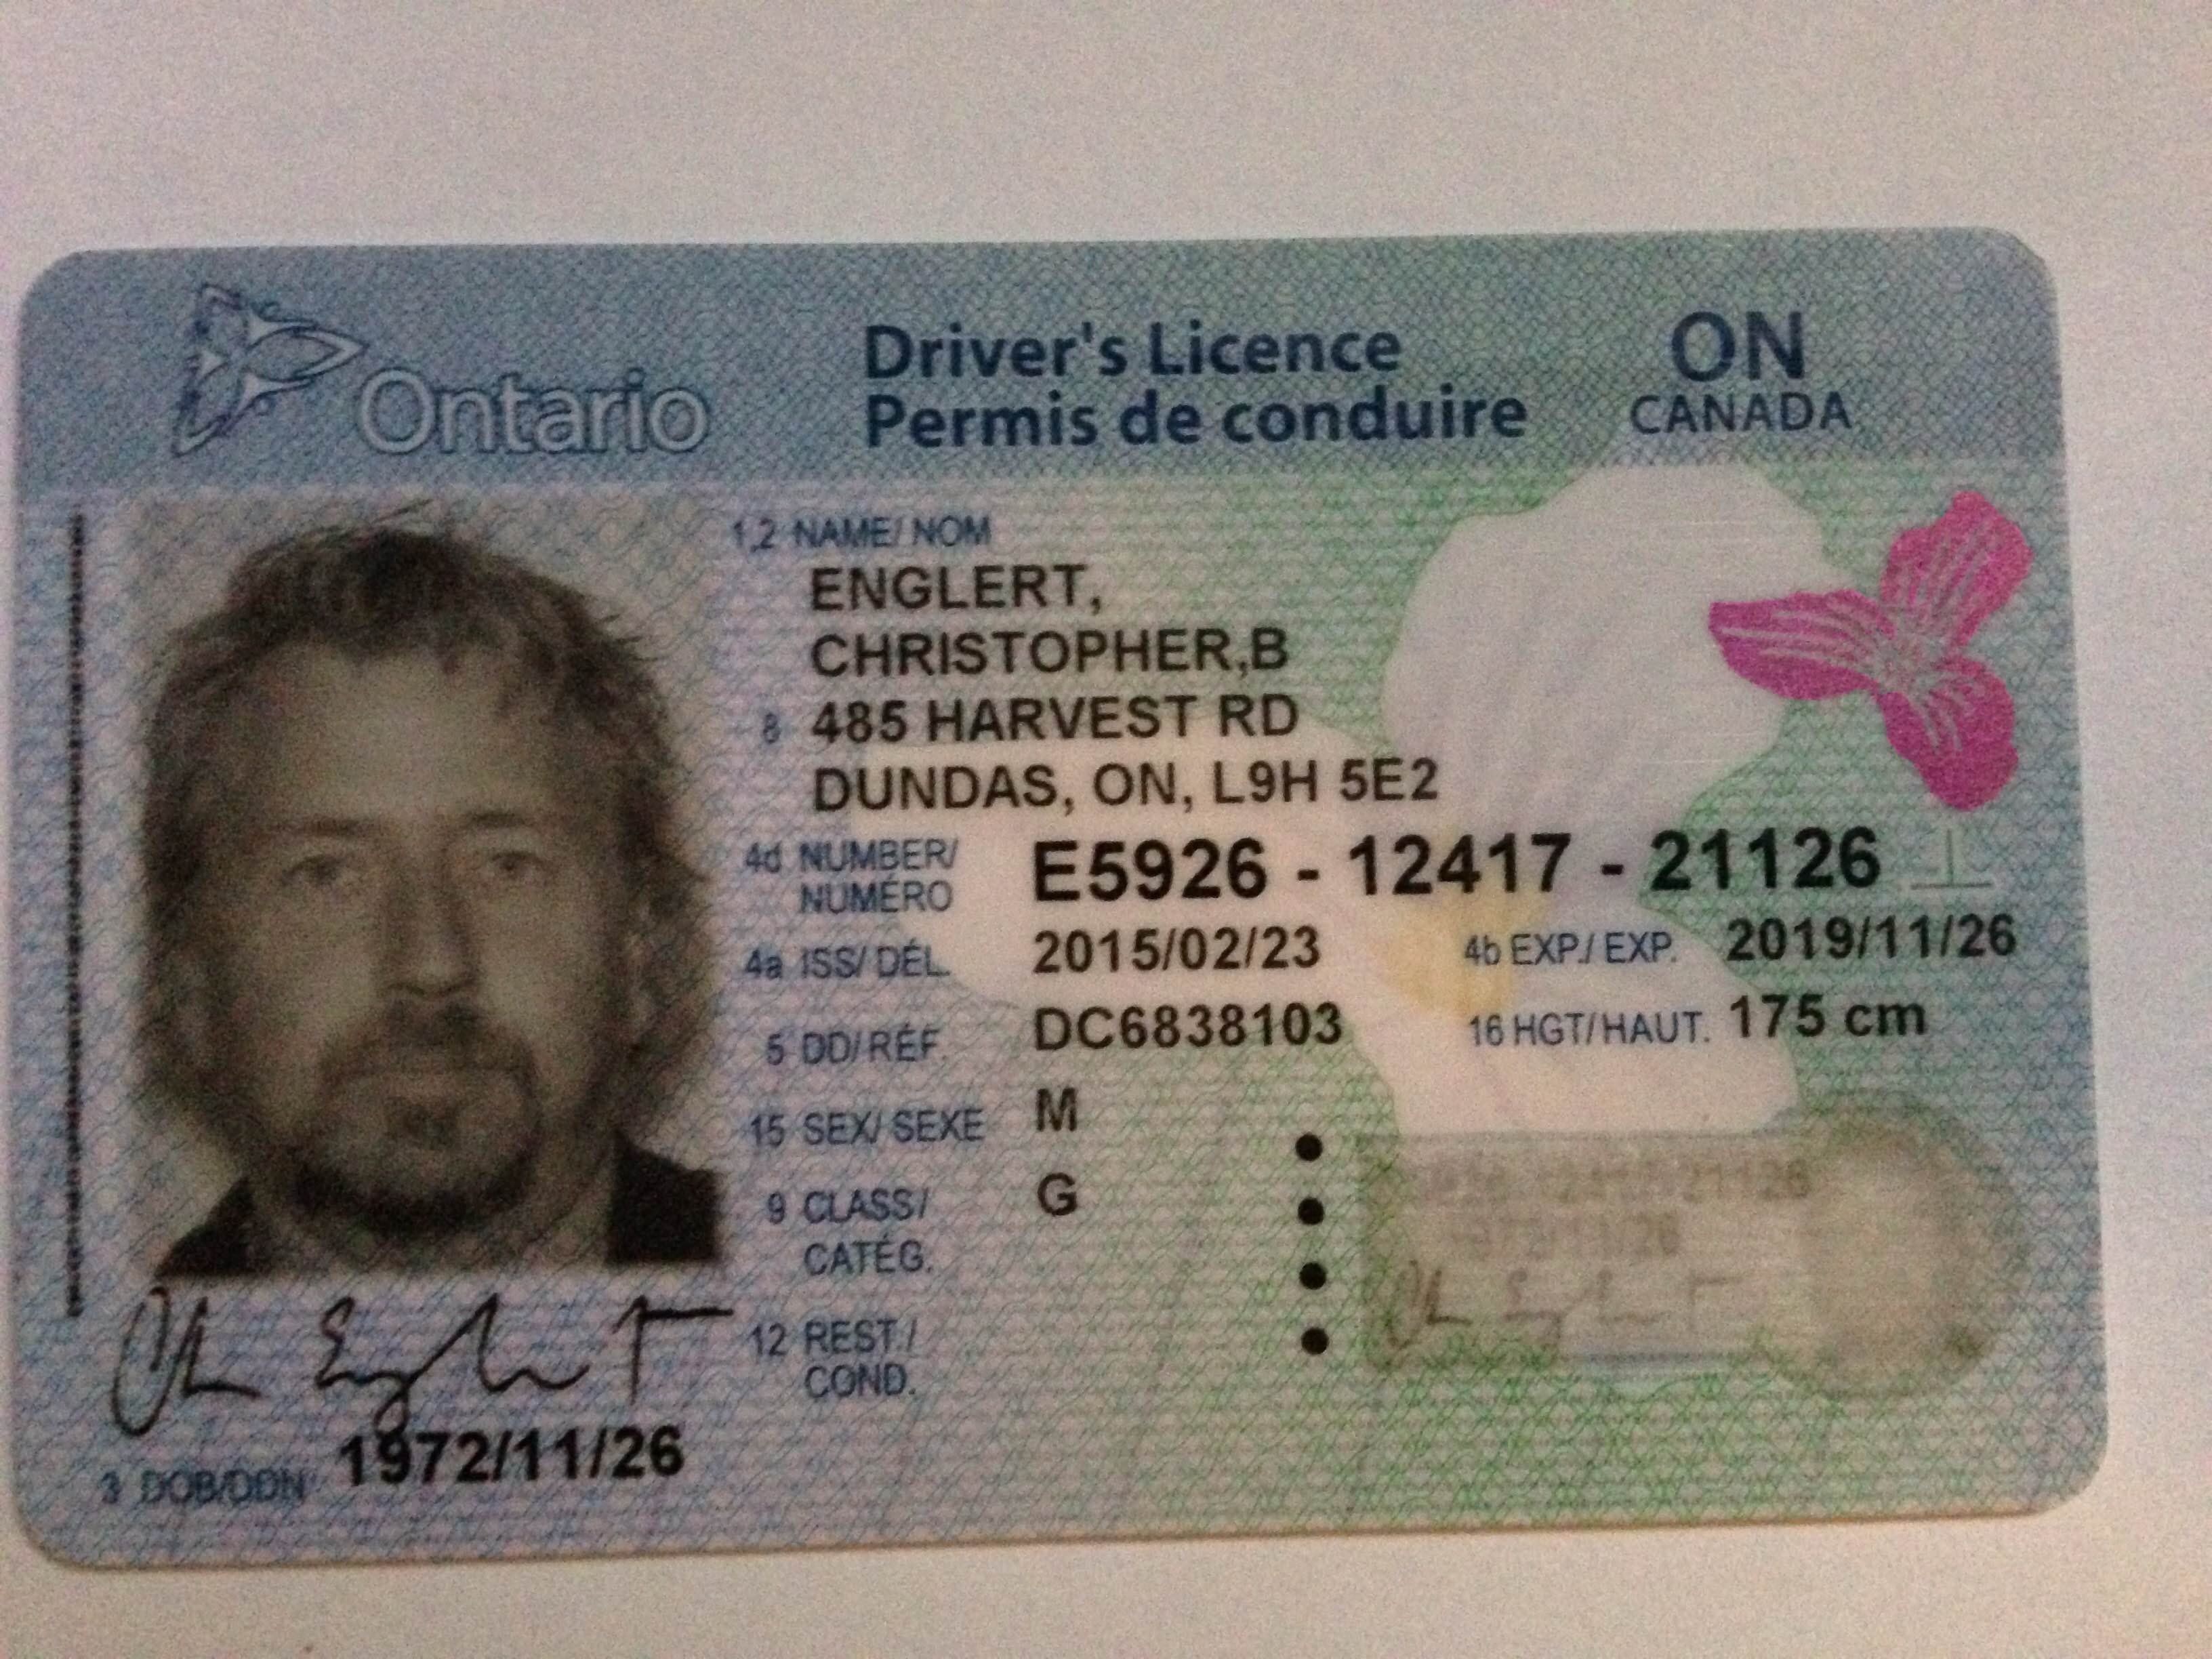 Ontario
Driver's Licence
Permis de conduire
ON
CANADA
1,2 NAME/ NOM
ENGLERT,
CHRISTOPHER,B
8 485 HARVEST RD
DUNDAS, ON, L9H 5E2
4d NUMBER/
NUMÉRO
E5926 - 12417 - 21126
4a ISS/ DÉL. 2015/02/23 4b EXP./ EXP. 2019/11/26
5 DD/RÉF. DC6838103 16 HGT/HAUT. 175 cm
15 SEX/ SEXE M
9 CLASS/ G
CATÉG.
12 REST./
COND.
3 DOB/DDN 1972/11/26